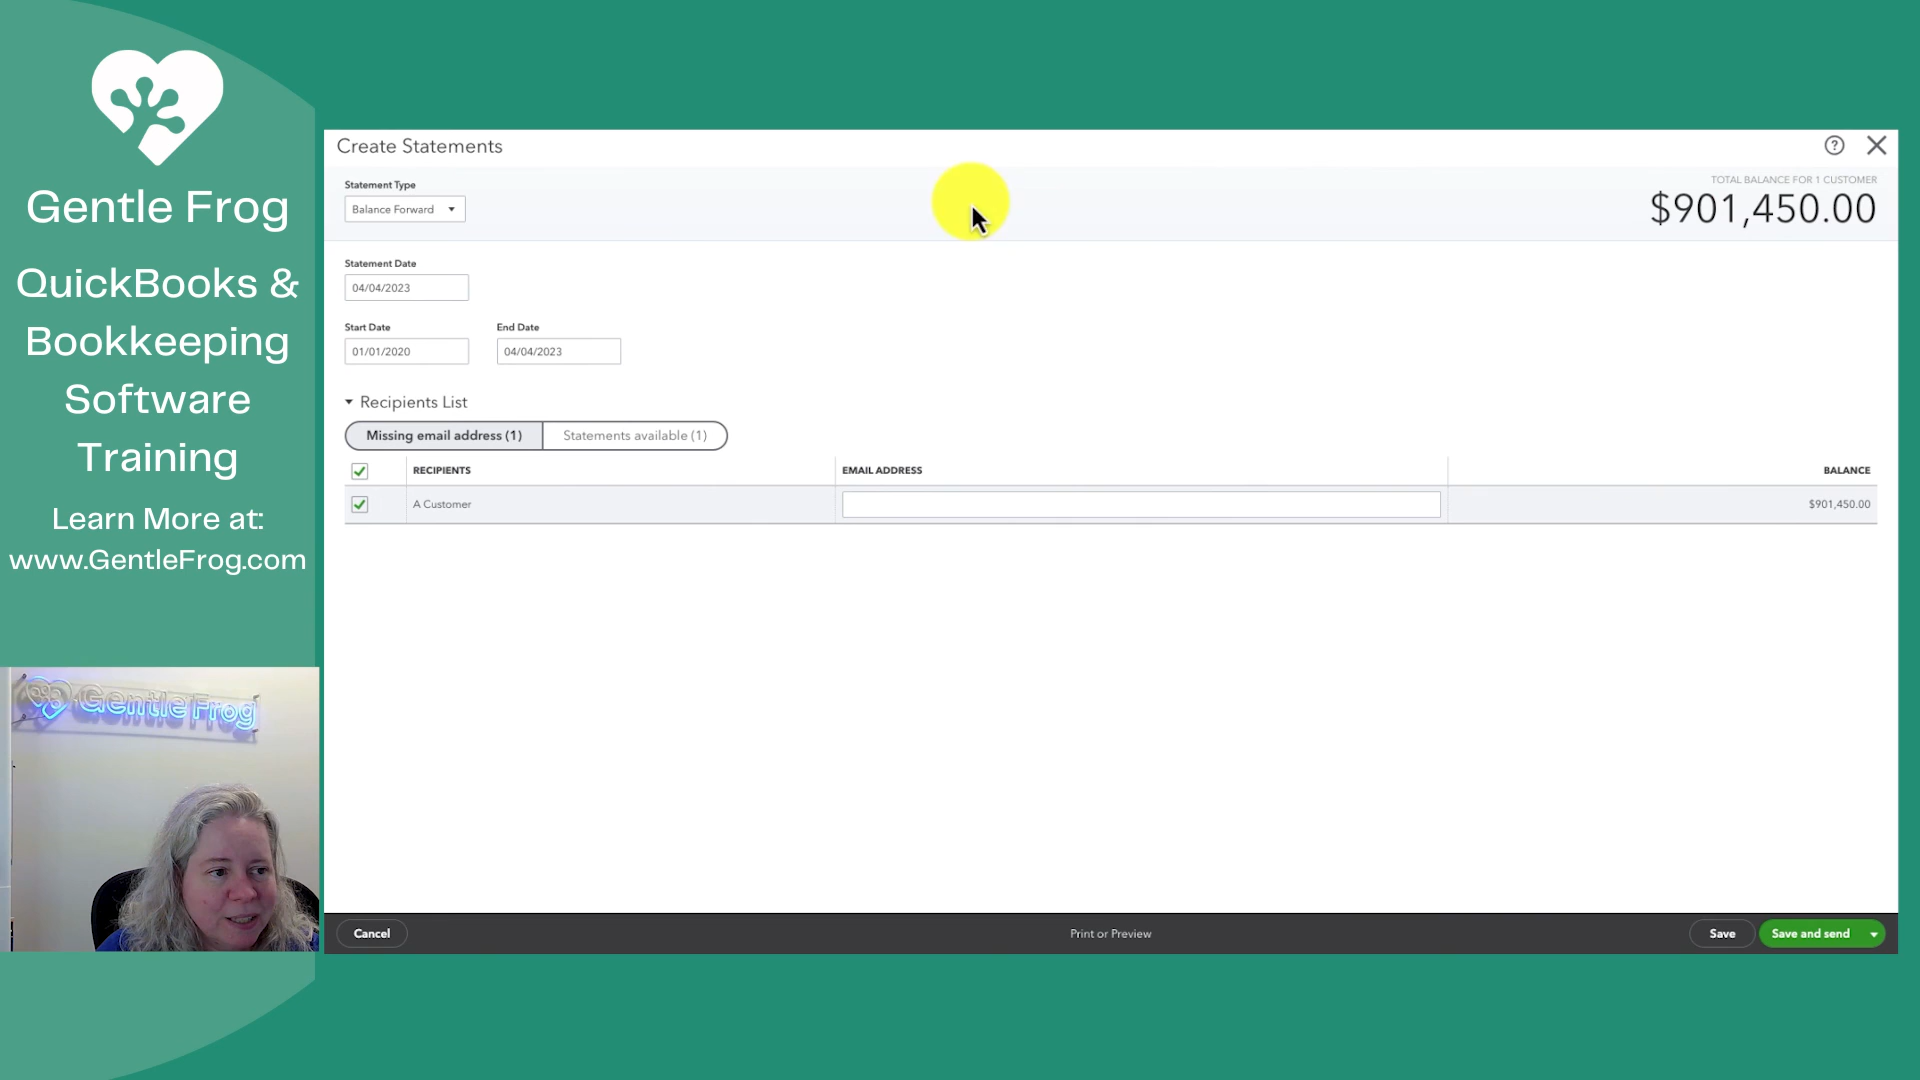 Gentle Frog
QuickBooks &
Bookkeeping
Software
Training
Learn More at:
www.GentleFrog.com
Gentle Frog
Create Statements
?
Statement Type
Balance Forward
TOTAL BALANCE FOR 1 CUSTOMER
$901,450.00
Statement Date
04/04/2023
Start Date
End Date
01/01/2020
04/04/2023
Recipients List
Missing email address (1)
Statements available (1)
RECIPIENTS
EMAIL ADDRESS
BALANCE
A Customer
$901,450.00
Cancel
Print or Preview
Save
Save and send